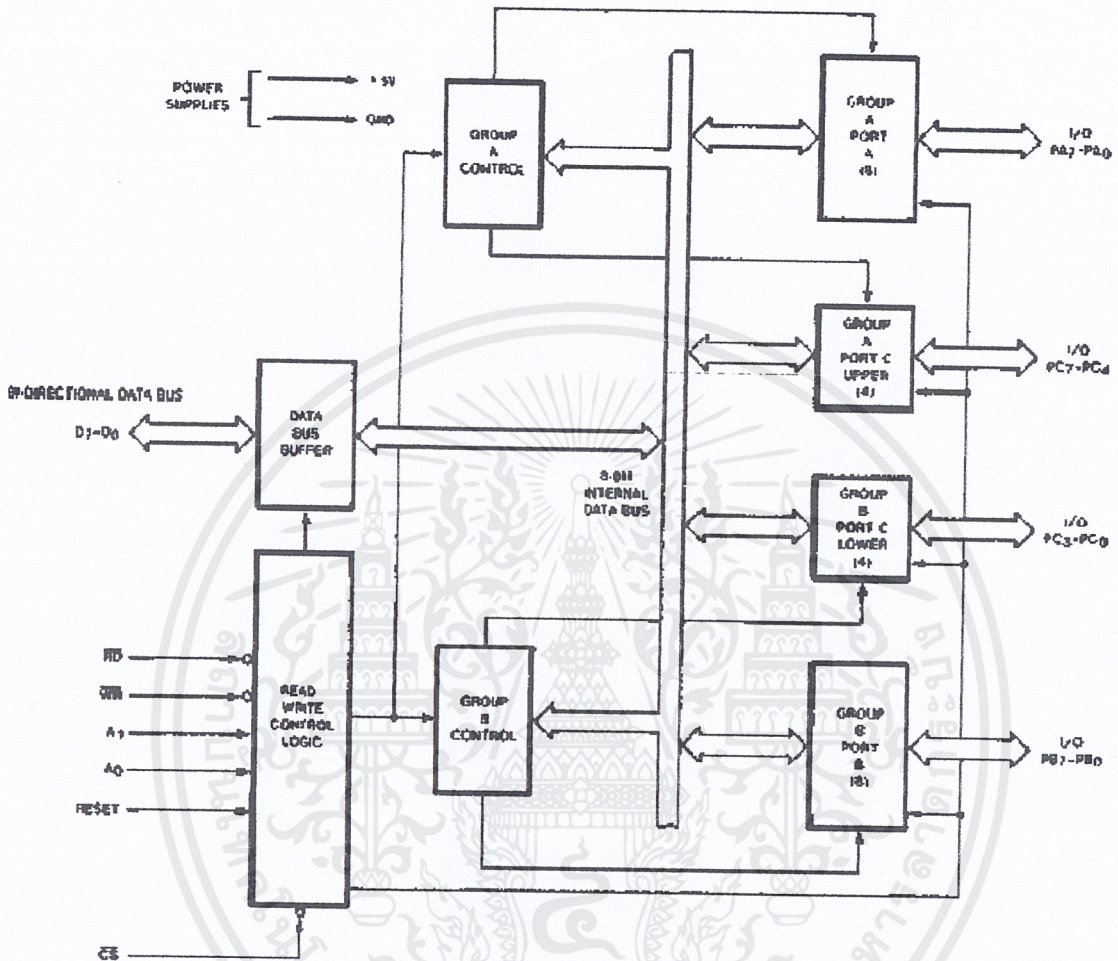 POWER
SUPPLIES
+5V
GND
GROUP
A
CONTROL
GROUP
A
PORT
A
(8)
I/O
PA7-PA0
GROUP
A
PORT C
UPPER
(4)
I/O
PC7-PC4
BI-DIRECTIONAL DATA BUS
D7-D0
DATA
BUS
BUFFER
8-BIT
INTERNAL
DATA BUS
GROUP
B
PORT C
LOWER
(4)
I/O
PC3-PC0
RD
WR
A1
A0
RESET
CS
READ
WRITE
CONTROL
LOGIC
GROUP
B
CONTROL
GROUP
B
PORT
B
(8)
I/O
PB7-PB0